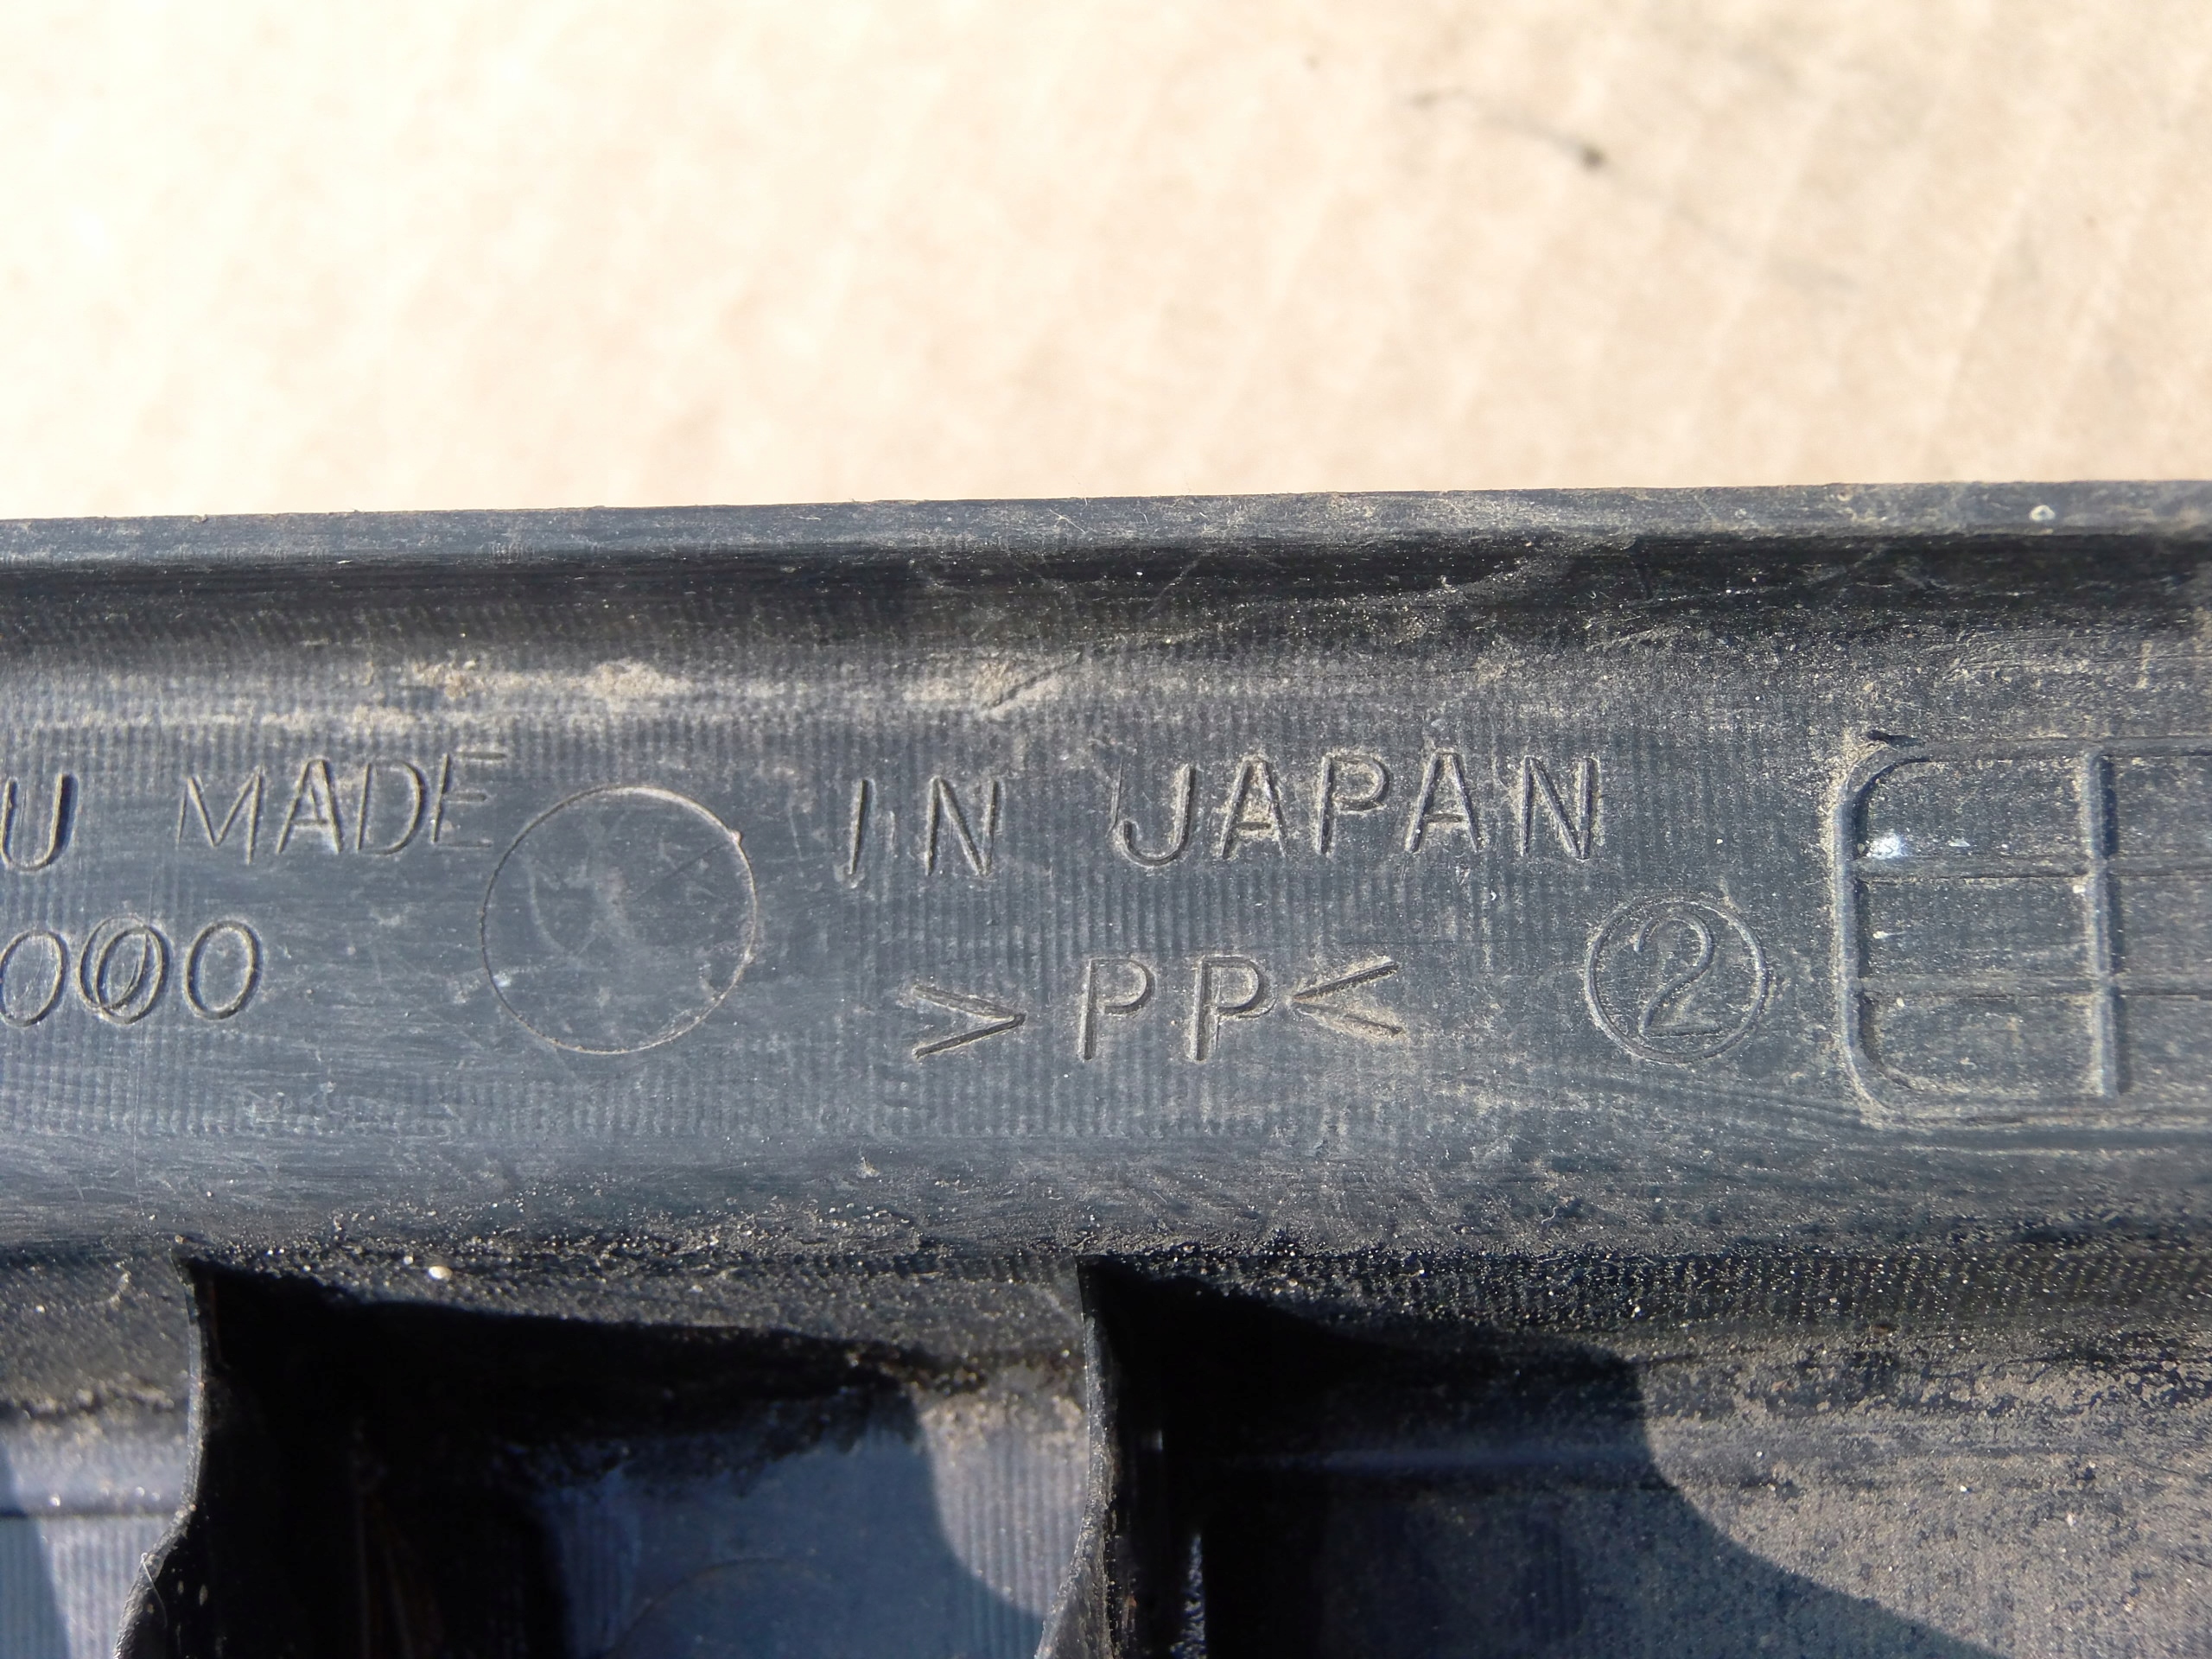 U MADE IN JAPAN
000 >PP< ②